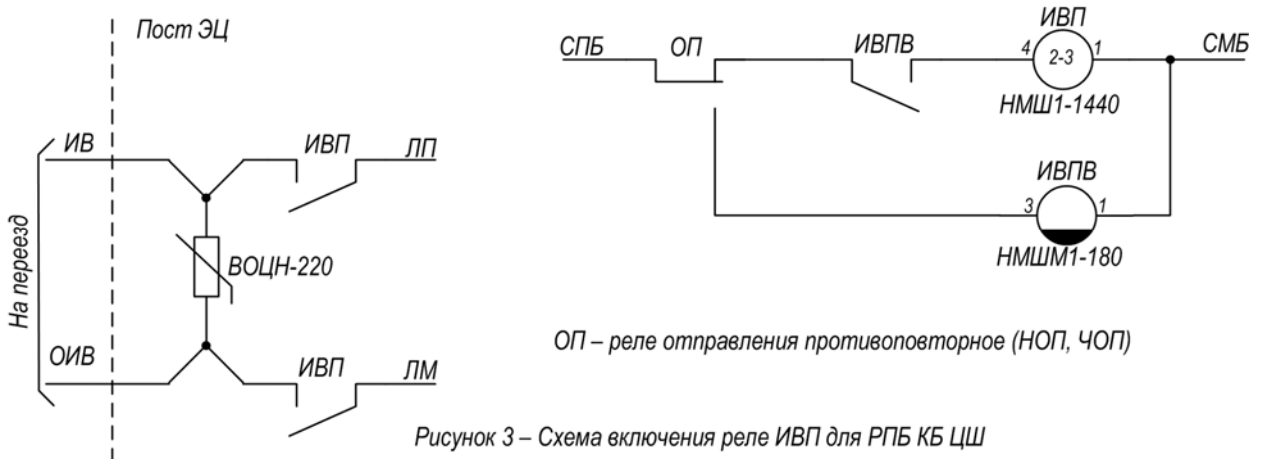 Пост ЭЦ
ИВ
ИВП
ЛП
ВОЦН-220
На переезд
ОИВ
ИВП
ЛМ
СПБ
ОП
ИВПВ
ИВП
4
2-3
1
СМБ
НМШ1-1440
ИВПВ
3
1
НМШМ1-180
ОП – реле отправления противоповторное (НОП, ЧОП)
Рисунок 3 – Схема включения реле ИВП для РПБ КБ ЦШ